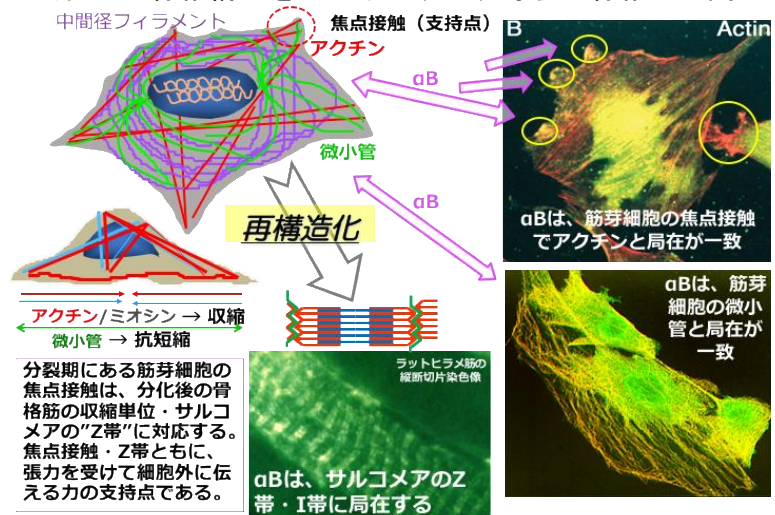 中間径フィラメント
焦点接触（支持点）
アクチン
微小管
αB
αB
B
Actin
αBは、筋芽細胞の焦点接触
でアクチンと局在が一致
再構造化
アクチン/ミオシン → 収縮
微小管 → 抗短縮
分裂期にある筋芽細胞の
焦点接触は、分化後の骨
格筋の収縮単位・サルコ
メアの”Z帯”に対応する。
焦点接触・Z帯ともに、
張力を受けて細胞外に伝
える力の支持点である。
ラットヒラメ筋の
縦断切片染色像
αBは、サルコメアのZ
帯・I帯に局在する
αBは、筋芽
細胞の微小
管と局在が
一致